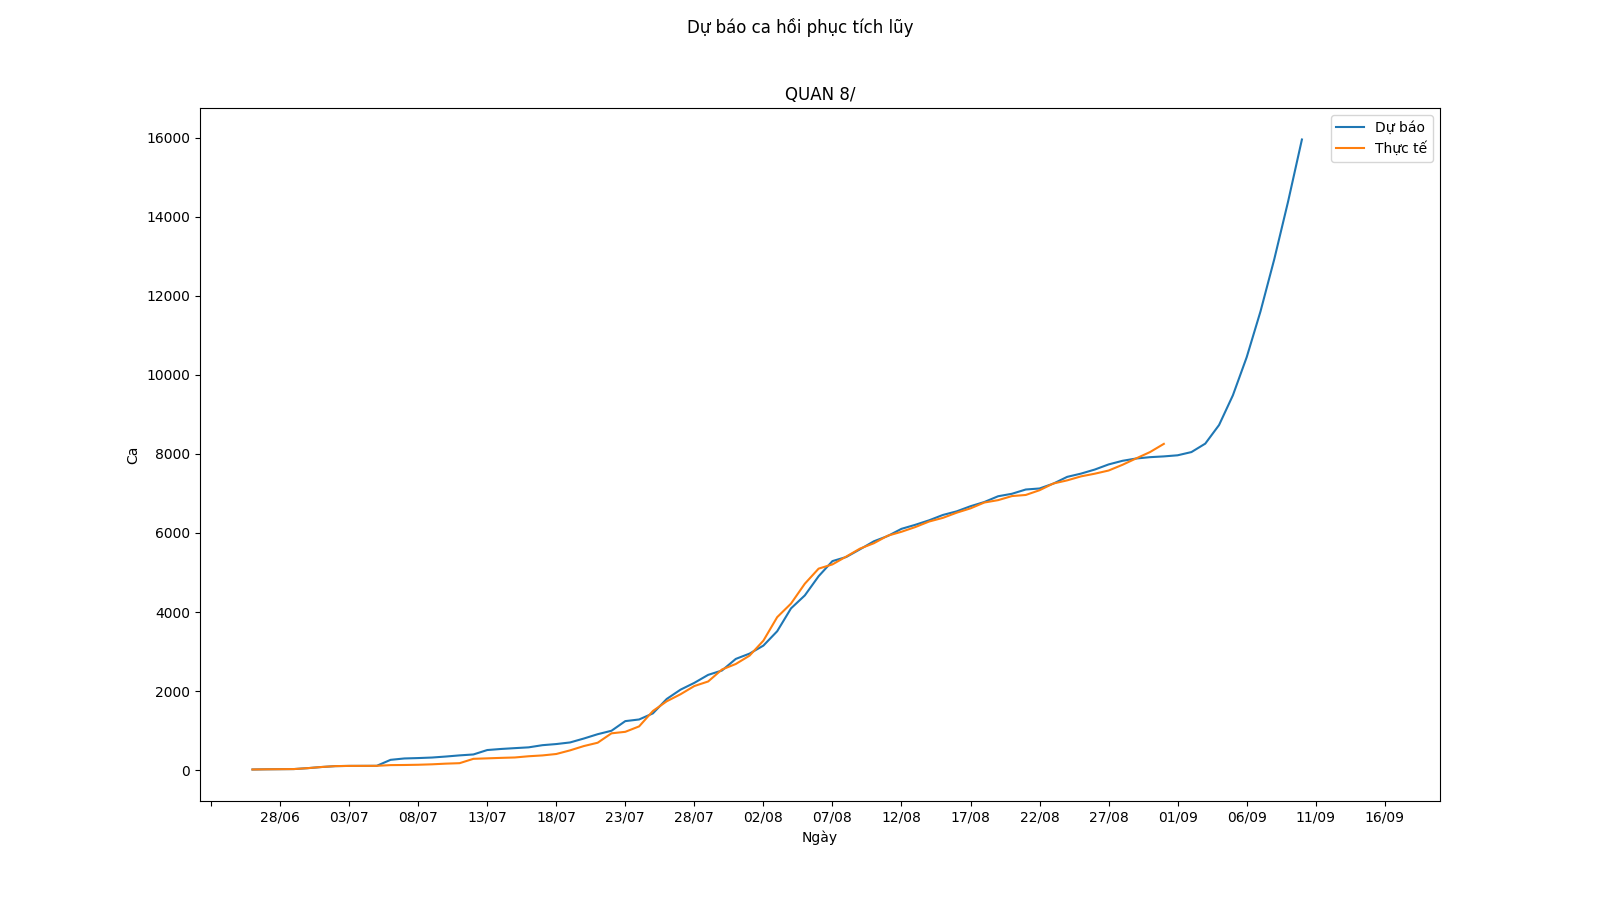 Dự báo ca hồi phục tích lũy
QUAN 8/
Dự báo
Thực tế
16000
14000
12000
10000
8000
6000
4000
2000
0
Ca
28/06 03/07 08/07 13/07 18/07 23/07 28/07 02/08 07/08 12/08 17/08 22/08 27/08 01/09 06/09 11/09 16/09
Ngày